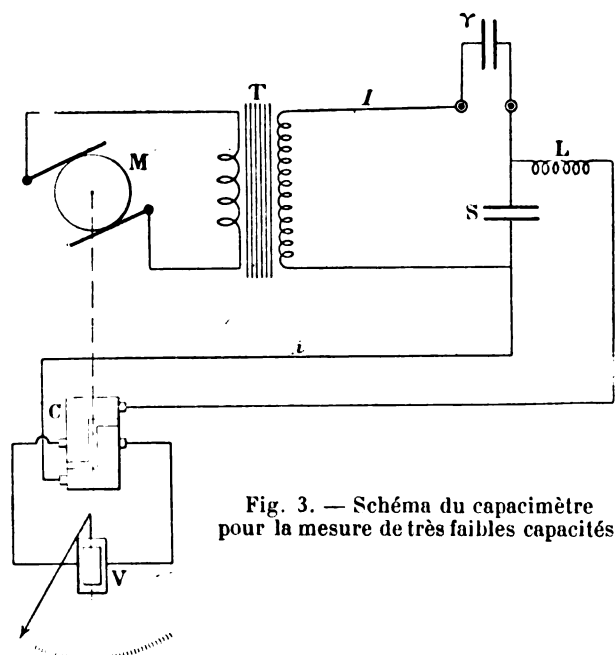 γ
T
I
M
L
S
i
C
Fig. 3. — Schéma du capacimètre
pour la mesure de très faibles capacités
V